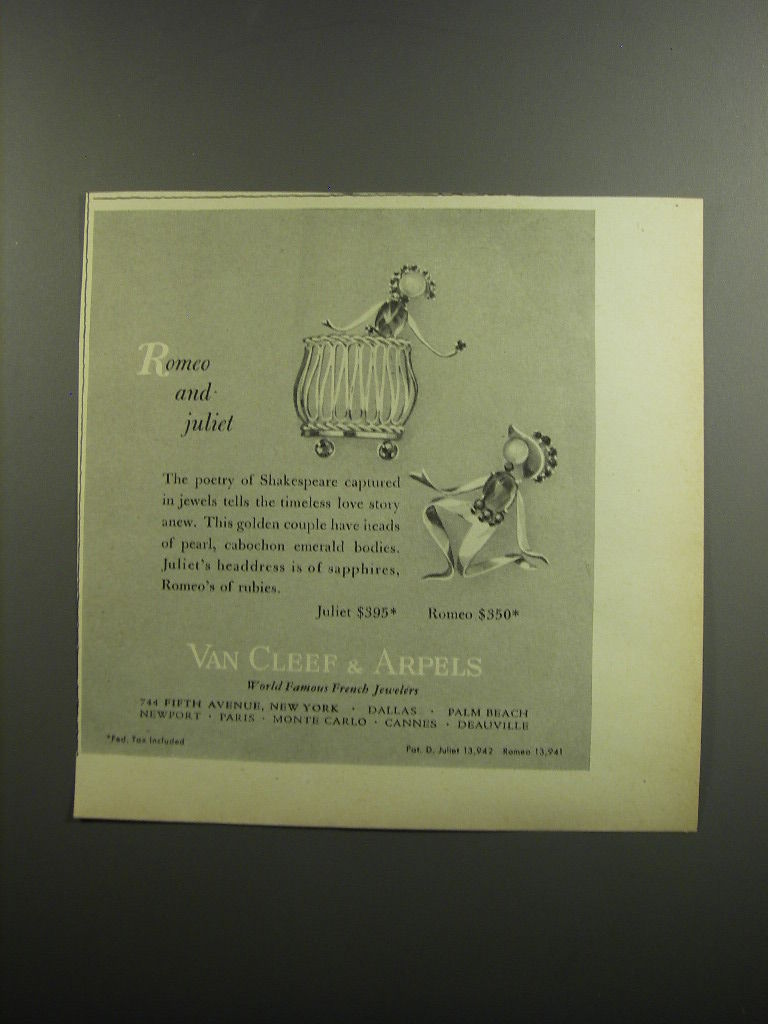 Romeo
and
juliet
The poetry of Shakespeare captured
in jewels tells the timeless love story
anew. This golden couple have heads
of pearl, cabochon emerald bodies.
Juliet's headdress is of sapphires,
Romeo's of rubies.
Juliet $395* Romeo $350*
VAN CLEEF & ARPELS
World Famous French Jewelers
744 FIFTH AVENUE, NEW YORK · DALLAS · PALM BEACH
NEWPORT · PARIS · MONTE CARLO · CANNES · DEAUVILLE
*Fed. Tax Included
Pat. D. Juliet 13,942 Romeo 13,941